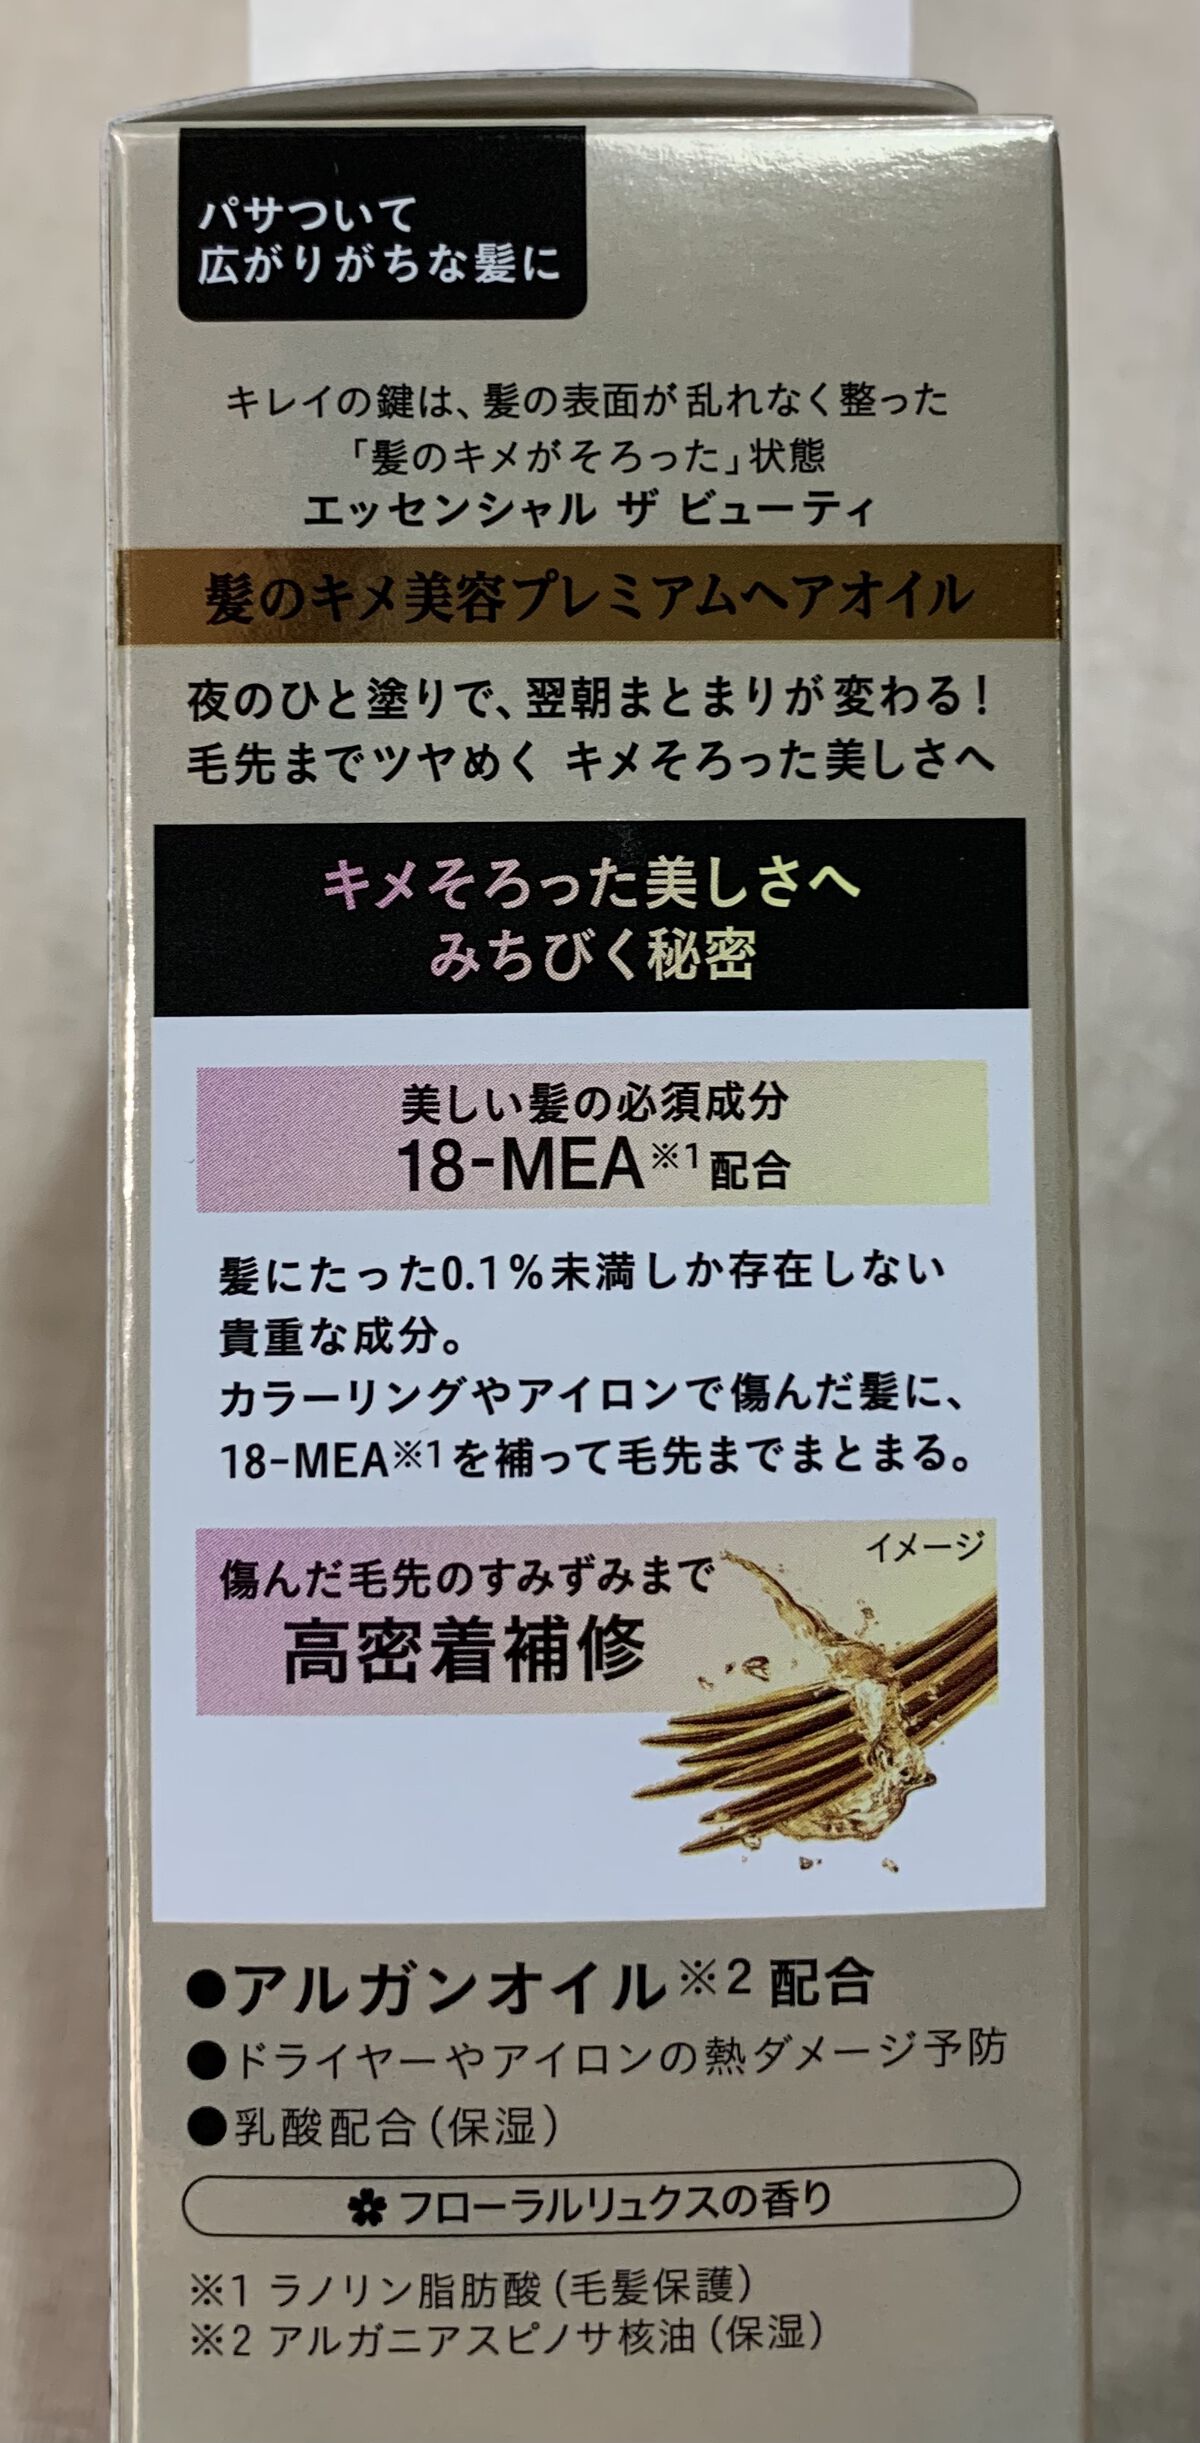 パサついて
広がりがちな髪に
キレイの鍵は、髪の表面が乱れなく整った
「髪のキメがそろった」状態
エッセンシャル ザ ビューティ
髪のキメ美容プレミアムヘアオイル
夜のひと塗りで、翌朝まとまりが変わる!
毛先までツヤめく キメそろった美しさへ
キメそろった美しさへ
みちびく秘密
美しい髪の必須成分
18-MEA※1配合
髪にたった0.1%未満しか存在しない
貴重な成分。
カラーリングやアイロンで傷んだ髪に、
18-MEA※1を補って毛先までまとまる。
イメージ
傷んだ毛先のすみずみまで
高密着補修
●アルガンオイル※2 配合
●ドライヤーやアイロンの熱ダメージ予防
●乳酸配合(保湿)
フローラルリュクスの香り
※1 ラノリン脂肪酸(毛髪保護)
※2 アルガニアスピノサ核油(保湿)